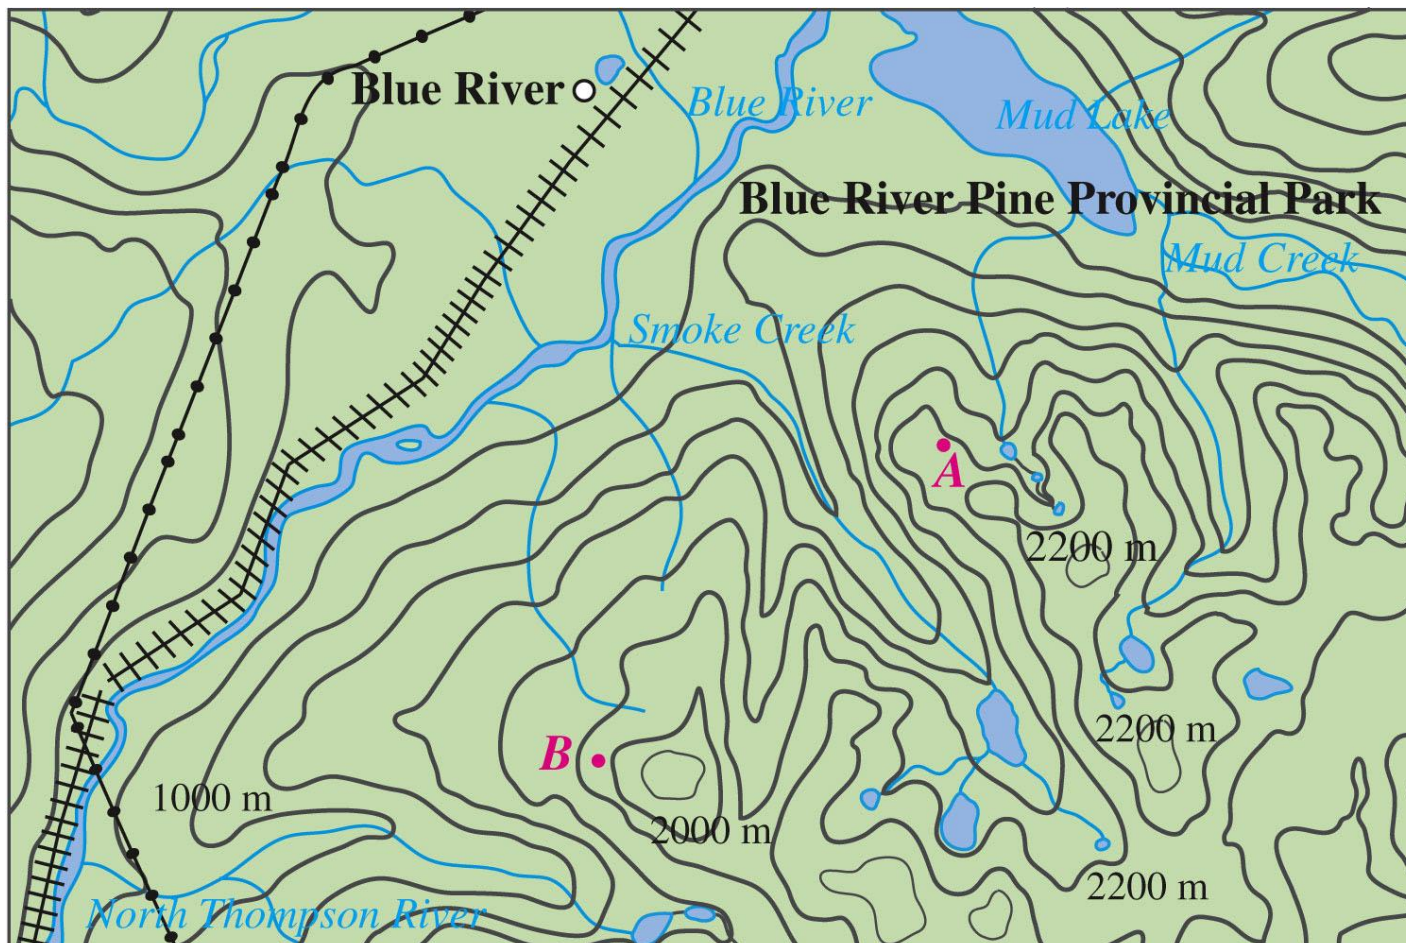 Blue River
Blue River
Mud Lake
Blue River Pine Provincial Park
Mud Creek
Smoke Creek
A
2200 m
2200 m
B
1000 m
2000 m
2200 m
North Thompson River